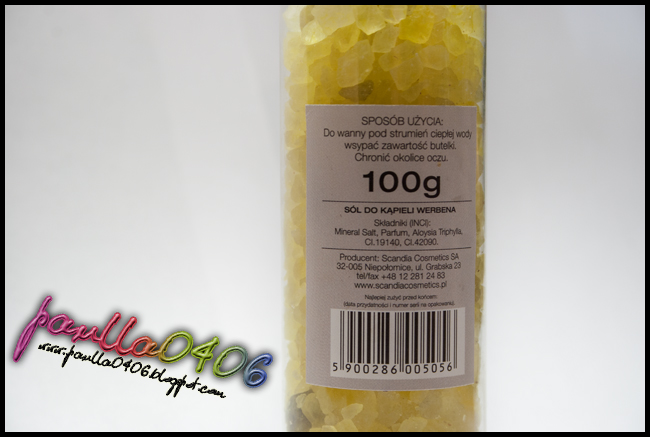 SPOSÓB UŻYCIA:
Do wanny pod strumień ciepłej wody
wsypać zawartość butelki.
Chronić okolice oczu.
100g
SÓL DO KĄPIELI WERBENA
Składniki (INCI):
Mineral Salt, Parfum, Aloysia Triphylla,
CI.19140, CI.42090.
Producent: Scandia Cosmetics SA
32-005 Niepołomice, ul. Grabska 23
tel/fax +48 12 281 24 83
www.scandiacosmetics.pl
Najlepiej zużyć przed końcem:
(data przydatności i numer serii na opakowaniu).
5 900286 005056
paulla0406
www.paulla0406.blogspot.com